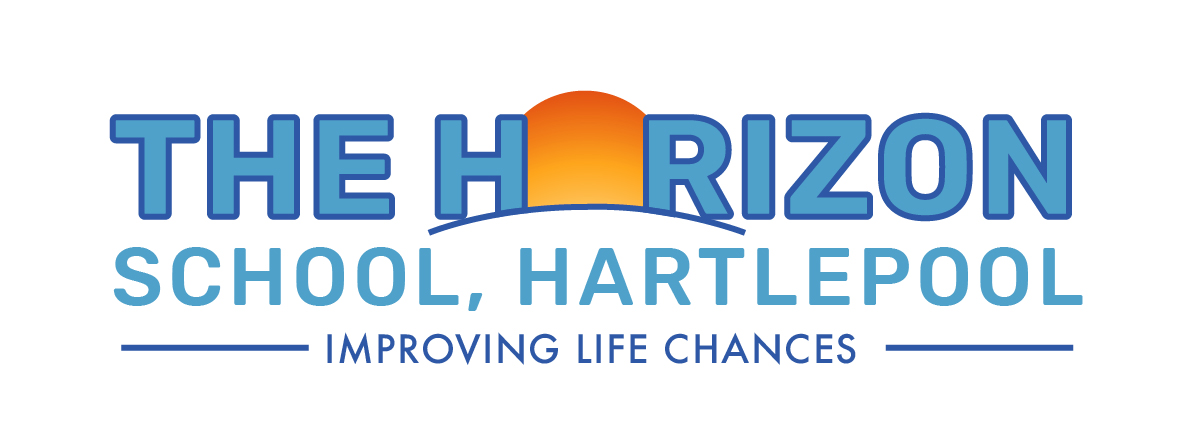 THE HORIZON
SCHOOL, HARTLEPOOL
IMPROVING LIFE CHANCES